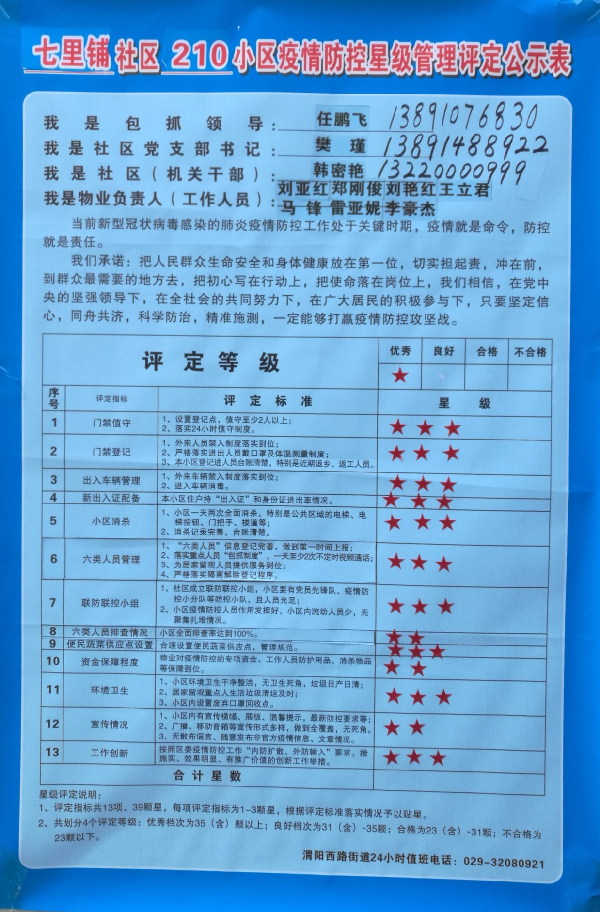 七里铺社区 210小区疫情防控星级管理评定公示表
我是包抓领导：任鹏飞 13891076830
我是社区党支部书记：樊瑾 13891488922
我是社区（机关干部）：韩密艳 13220000999
刘亚红郑刚俊刘艳红王立君
我是物业负责人（工作人员）：马锋雷亚妮李豪杰
当前新型冠状病毒感染的肺炎疫情防控工作处于关键时期，疫情就是命令，防控
就是责任。
我们承诺：把人民群众生命安全和身体健康放在第一位，切实担起责，冲在前，
到群众最需要的地方去，把初心写在行动上，把使命落在岗位上，我们相信，在党中
央的坚强领导下，在全社会的共同努力下，在广大居民的积极参与下，只要坚定信
心，同舟共济，科学防治，精准施测，一定能够打赢疫情防控攻坚战。
评定等级 优秀 良好 合格 不合格
★
序号 评定指标 评定标准 星级
1 门禁值守 1、设置登记点，值守至少2人以上；
2、落实24小时值守制度。 ★★★
2 门禁登记 1、外来人员禁入制度落实到位；
2、严格落实进出人员戴口罩及体温测量制度；
3、本小区登记进人员台账清楚，特别是近期返乡、返工人员。 ★★★
3 出入车辆管理 1、外来车辆禁入制度落实到位；
2、进入车辆消毒。 ★★★
4 新出入证配备 本小区住户持“出入证”和身份证进出率情况。 ★★★
5 小区消杀 1、小区一天两次全面消杀，特别是公共区域的电梯、电
梯按钮、门把手、楼道等；
2、消杀记录完善，台账清楚。 ★★★
6 六类人员管理 1、“六类人员”信息登记完善，做到第一时间上报；
2、落实重点人员“包抓制度”，一天至少2次不定时视频通话；
3、为居家留观人员提供服务到位；
4、严格落实隔离解除登记程序。 ★★★
7 联防联控小组 1、社区成立联防联控小组，小区要有党员先锋队、疫情防
控小分队等防控小队，且人员充足；
2、小区疫情防控人员作用发挥好，小区内流动人员少，无
聚集扎堆情况。 ★★★
8 六类人员排查情况 小区全面排查率达到100%。 ★★
9 便民蔬菜供应点设置 合理设置便民蔬菜供应点，管理规范。 ★★★
10 资金保障程度 物业对疫情防控的专项资金、工作人员防护用品、消杀物品
等保障到位。 ★★
11 环境卫生 1、小区环境卫生干净整洁，无卫生死角，垃圾日产日清；
2、居家留观重点人生活垃圾清运及时；
3、小区内设置废弃口罩回收点。 ★★★
12 宣传情况 1、小区内有宣传横幅、展板、温馨提示，最新防控要求等；
2、广播、移动音箱等宣传形式多样，做到全覆盖，无死角。
3、无散布谣言、随意发布非官方疫情信息、文章情况。 ★★
13 工作创新 按照区委疫情防控工作“内防扩散、外防输入”要求，措
施实、效果明显、有推广价值的创新工作举措。 ★★★
合计星数
星级评定说明：
1、评定指标共13项、39颗星，每项评定指标为1-3颗星，根据评定标准落实情况予以贴星。
2、共划分4个评定等级：优秀档次为35（含）颗以上；良好档次为31（含）-35颗；合格为23（含）-31颗；不合格为
23颗以下。
渭阳西路街道24小时值班电话：029-32080921